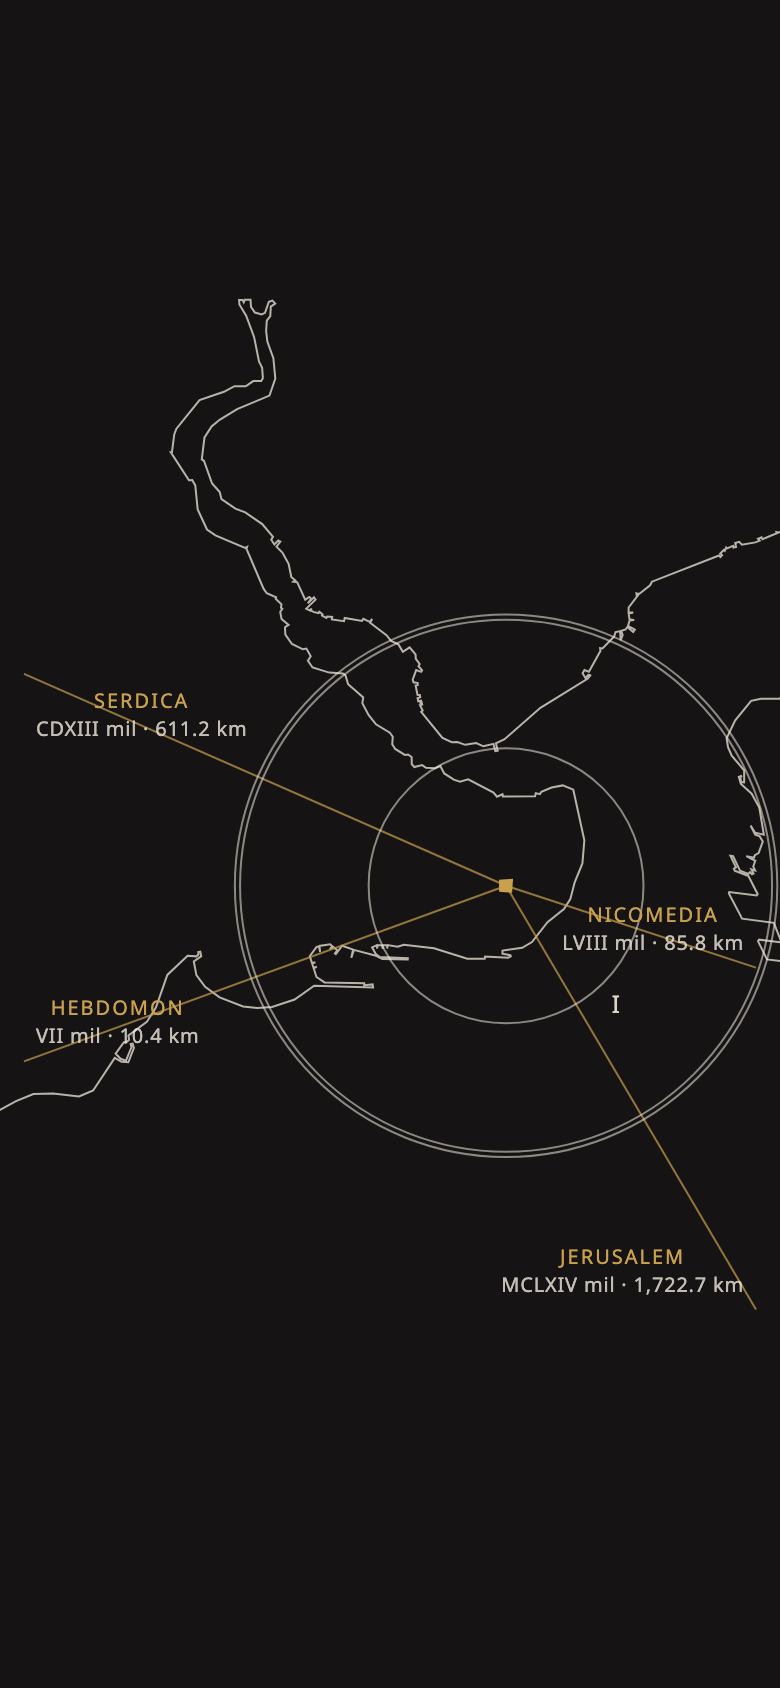 SERDICA
CDXIII mil · 611.2 km
NICOMEDIA
LVIII mil · 85.8 km
HEBDOMON
VII mil · 10.4 km
I
JERUSALEM
MCLXIV mil · 1,722.7 km